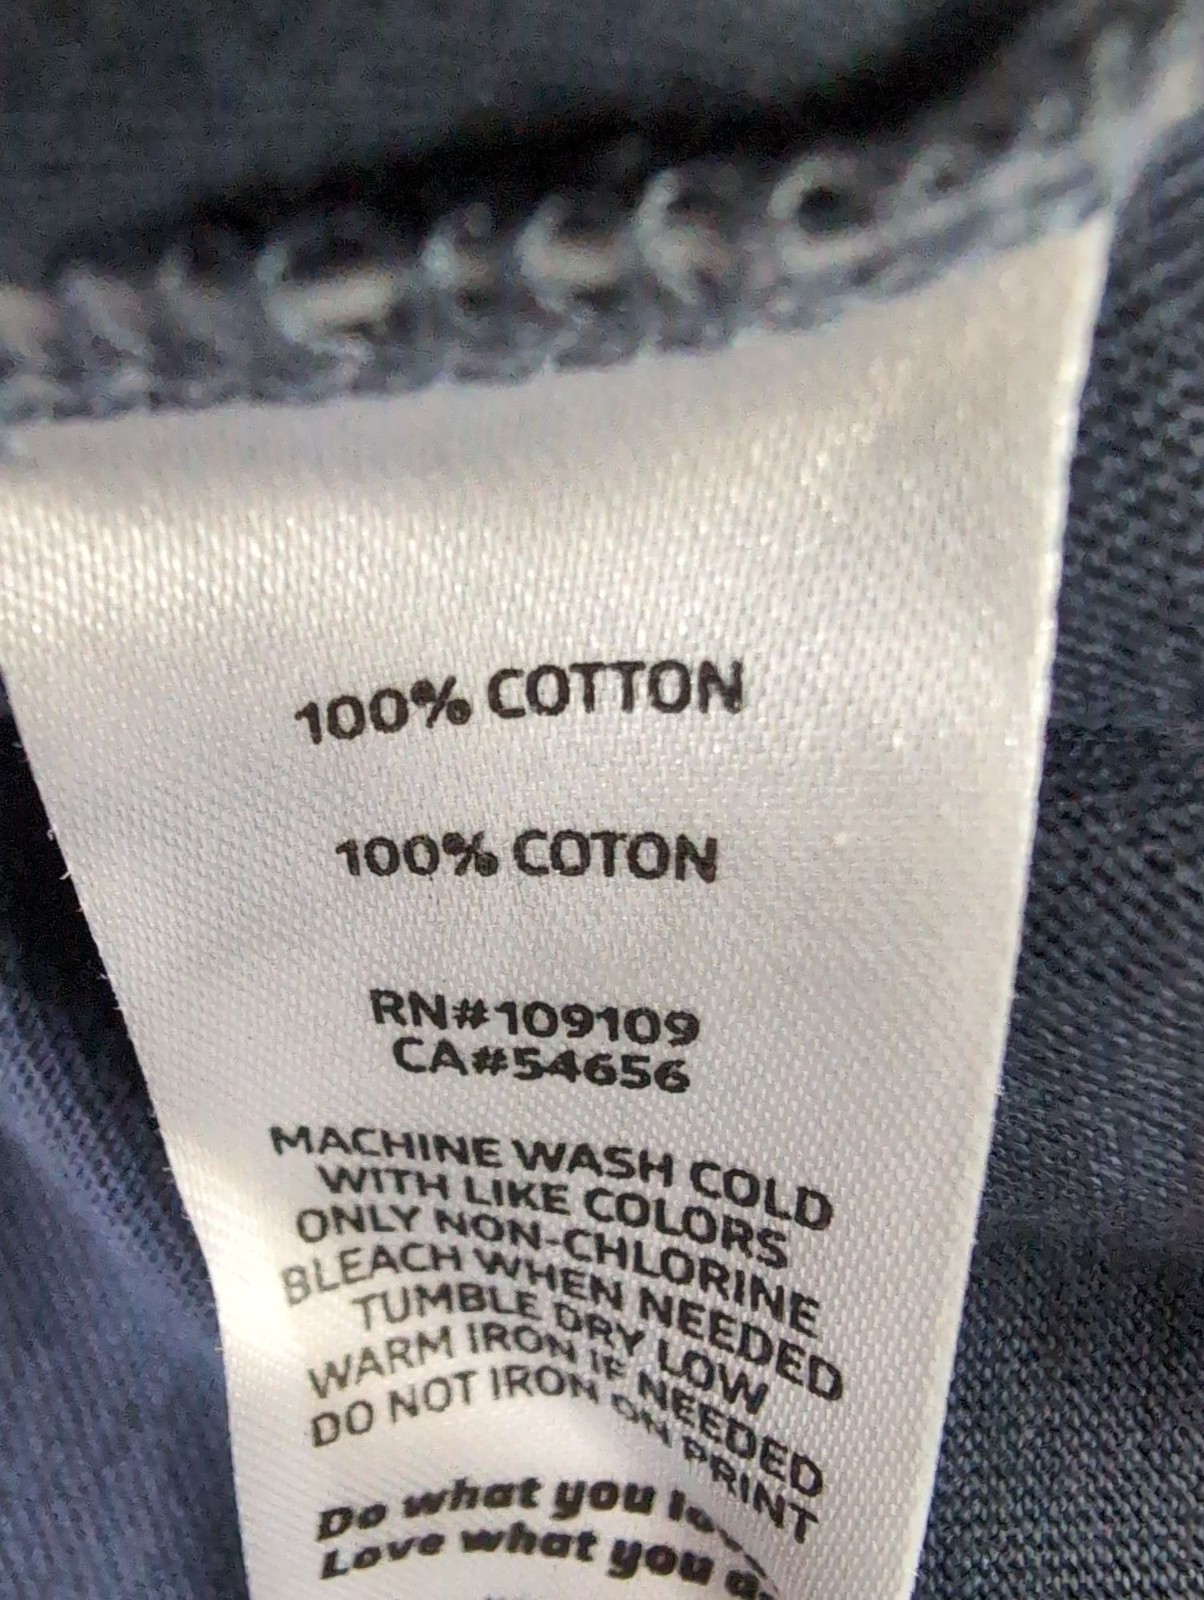 100% COTTON
100% COTON
RN#109109
CA#54656
MACHINE WASH COLD
WITH LIKE COLORS
ONLY NON-CHLORINE
BLEACH WHEN NEEDED
TUMBLE DRY LOW
WARM IRON IF NEEDED
DO NOT IRON ON PRINT
Do what you
Love what you